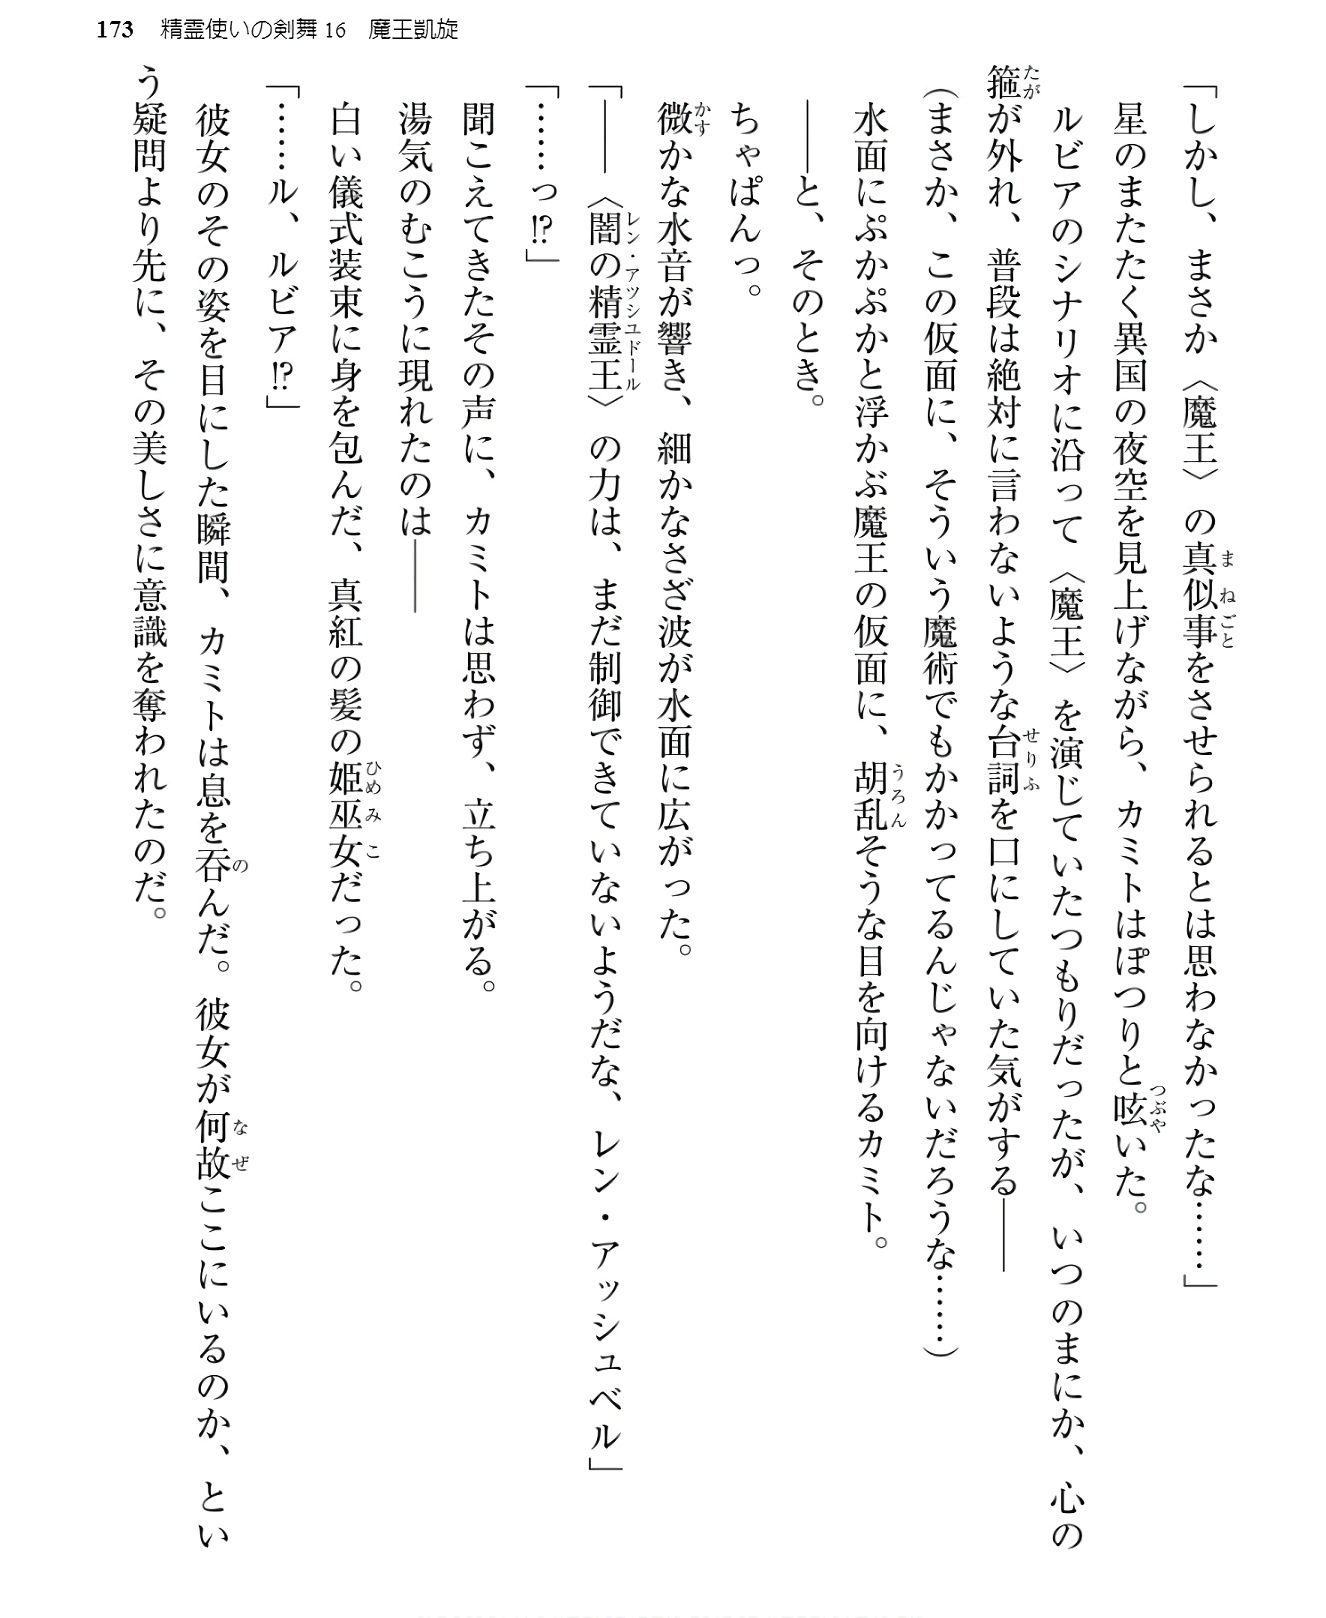 173 精霊使いの剣舞16 魔王凱旋
「しかし、まさか〈魔王〉の真似事をさせられるとは思わなかったな……」
星のまたたく異国の夜空を見上げながら、カミトはぽつりと呟いた。
ルビアのシナリオに沿って〈魔王〉を演じていたつもりだったが、いつのまにか、心の
箍が外れ、普段は絶対に言わないような台詞を口にしていた気がする――
(まさか、この仮面に、そういう魔術でもかかってるんじゃないだろうな……)
水面にぷかぷかと浮かぶ魔王の仮面に、胡乱そうな目を向けるカミト。
――と、そのとき。
ちゃぱんっ。
微かな水音が響き、細かなさざ波が水面に広がった。
「――〈闇の精霊王〉の力は、まだ制御できていないようだな、レン・アッシュベル」
「……っ!?」
聞こえてきたその声に、カミトは思わず、立ち上がる。
湯気のむこうに現れたのは――
白い儀式装束に身を包んだ、真紅の髪の姫巫女だった。
「……ル、ルビア!?」
彼女のその姿を目にした瞬間、カミトは息を呑んだ。彼女が何故ここにいるのか、とい
う疑問より先に、その美しさに意識を奪われたのだ。